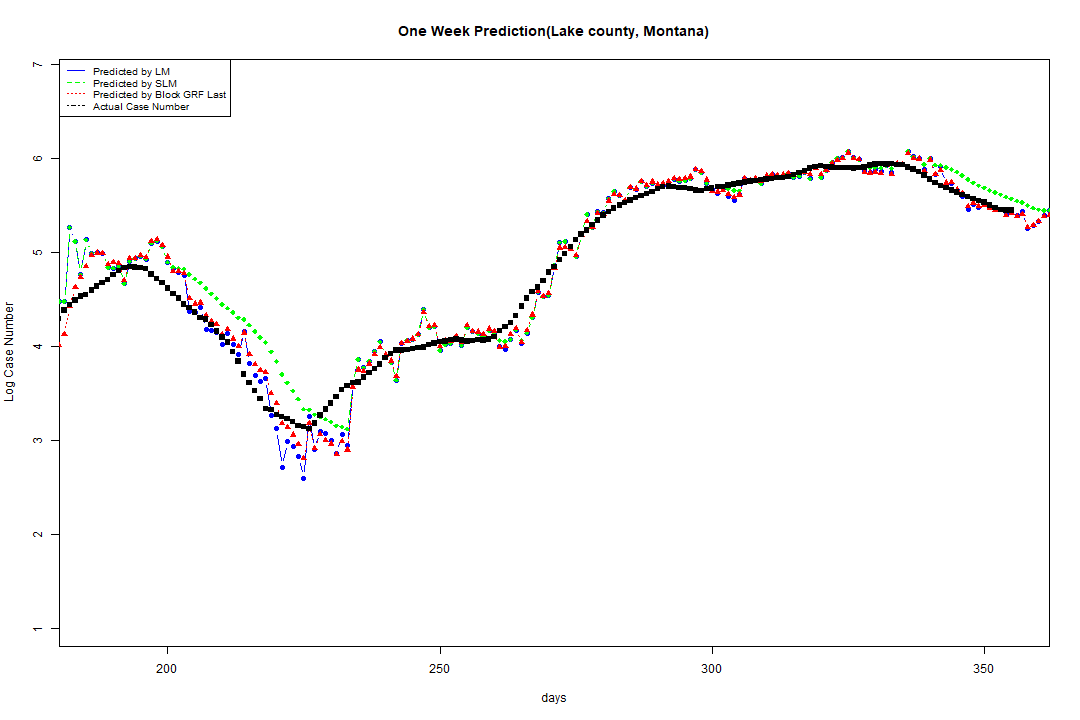 One Week Prediction(Lake county, Montana)
7
Predicted by LM
Predicted by SLM
Predicted by Block GRF Last
Actual Case Number
6
5
4
3
2
1
Log Case Number
200
250
300
350
days